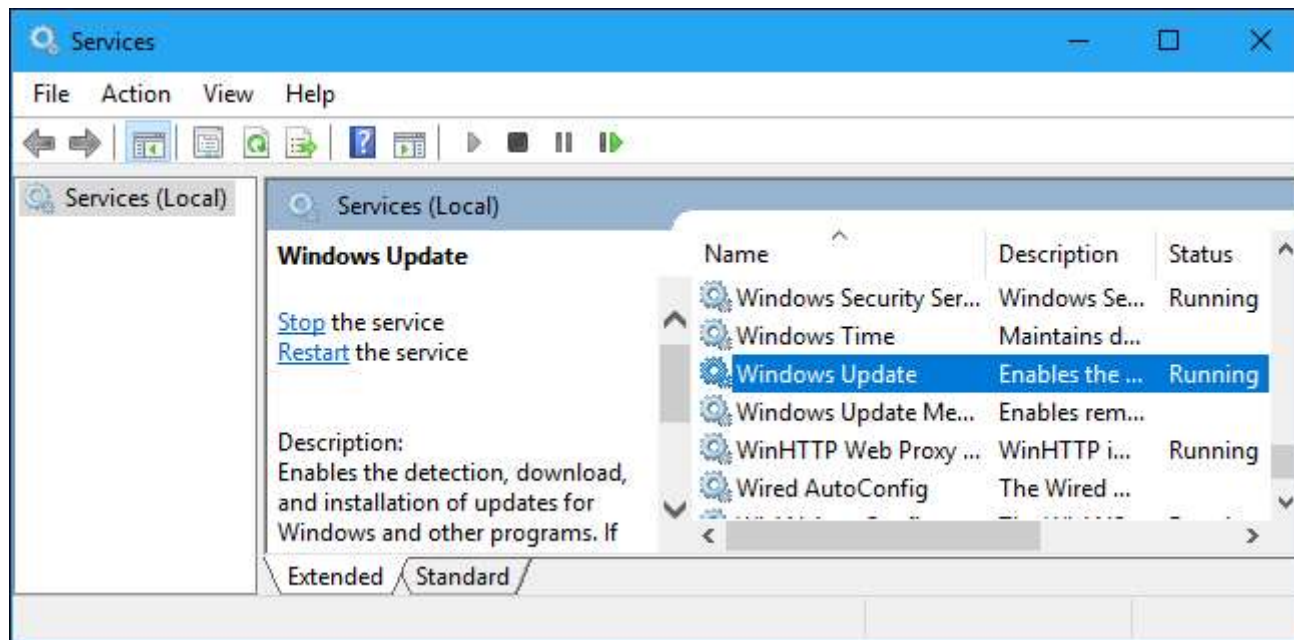 Services
File Action View Help
Services (Local)
Services (Local)
Windows Update
Stop the service
Restart the service
Description:
Enables the detection, download,
and installation of updates for
Windows and other programs. If
Name Description Status
Windows Security Ser... Windows Se... Running
Windows Time Maintains d...
Windows Update Enables the ... Running
Windows Update Me... Enables rem...
WinHTTP Web Proxy ... WinHTTP i... Running
Wired AutoConfig The Wired ...
Extended Standard